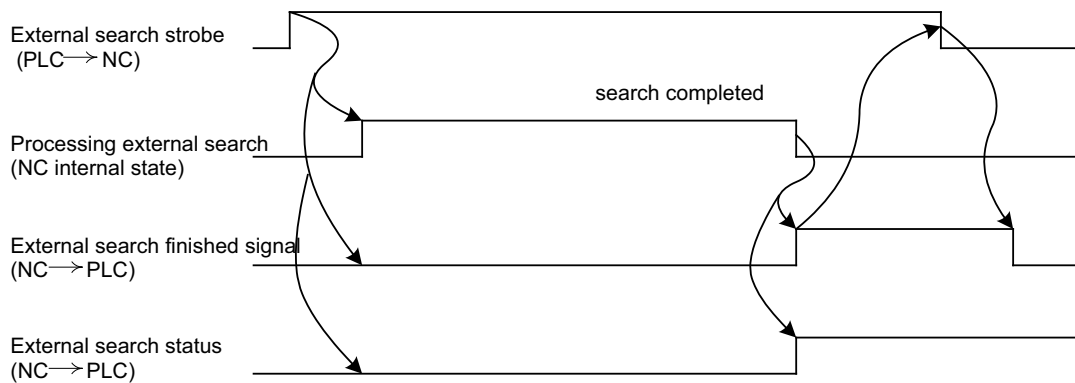 External search strobe
(PLC→NC)
search completed
Processing external search
(NC internal state)
External search finished signal
(NC→PLC)
External search status
(NC→PLC)